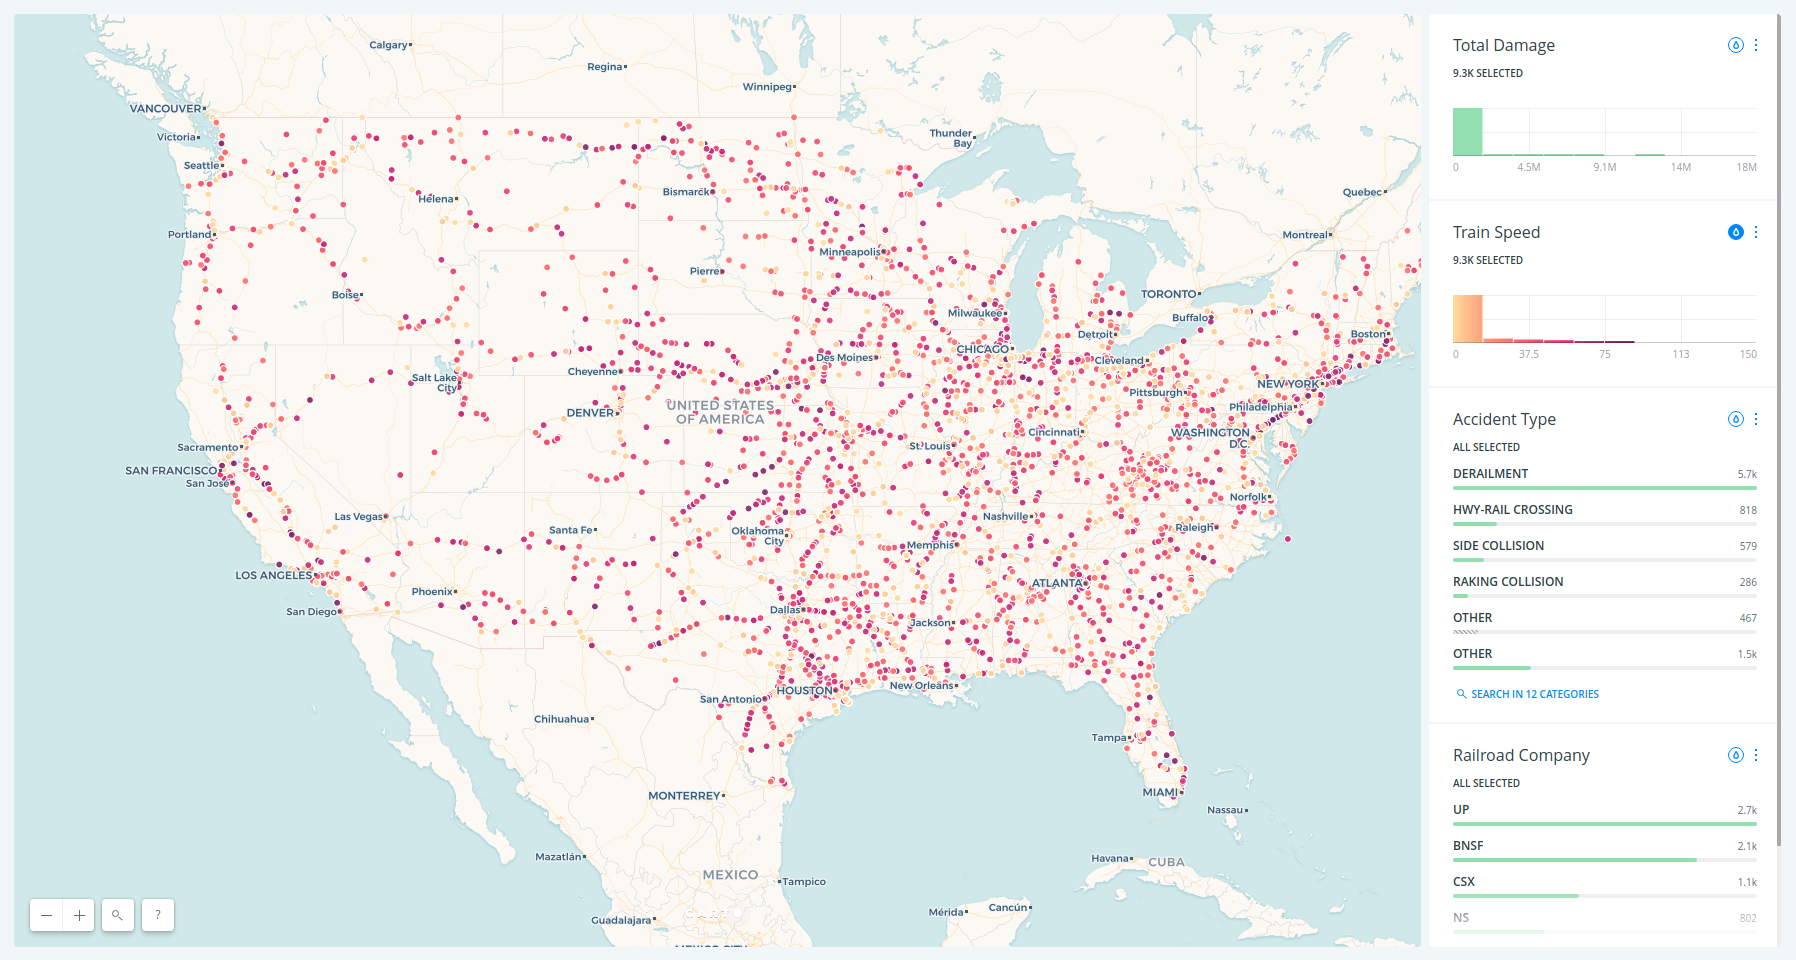 Calgary
Regina
Winnipeg
VANCOUVER
Victoria
Thunder
Bay
Seattle
Quebec
Bismarck
Helena
Portland
Montreal
Minneapolis
Pierre
Boise
TORONTO
Milwaukee
Buffalo
Detroit
Boston
CHICAGO
Des Moines
Cleveland
Cheyenne
Salt Lake
City
NEW YORK
Pittsburgh
UNITED STATES
OF AMERICA
DENVER
Philadelphia
Cincinnati
WASHINGTON
D.C.
Sacramento
St. Louis
SAN FRANCISCO
San Jose
Norfolk
Las Vegas
Nashville
Santa Fe
Oklahoma
City
Raleigh
Memphis
LOS ANGELES
ATLANTA
Phoenix
San Diego
Dallas
Jackson
New Orleans
HOUSTON
San Antonio
Chihuahua
Tampa
MIAMI
MONTERREY
Nassau
Mazatlán
Havana
CUBA
MEXICO
Tampico
Guadalajara
Mérida
Cancún
MEXICO CITY
?
Total Damage
9.3K SELECTED
0 4.5M 9.1M 14M 18M
Train Speed
9.3K SELECTED
0 37.5 75 113 150
Accident Type
ALL SELECTED
DERAILMENT 5.7k
HWY-RAIL CROSSING 818
SIDE COLLISION 579
RAKING COLLISION 286
OTHER 467
OTHER 1.5k
SEARCH IN 12 CATEGORIES
Railroad Company
ALL SELECTED
UP 2.7k
BNSF 2.1k
CSX 1.1k
NS 802